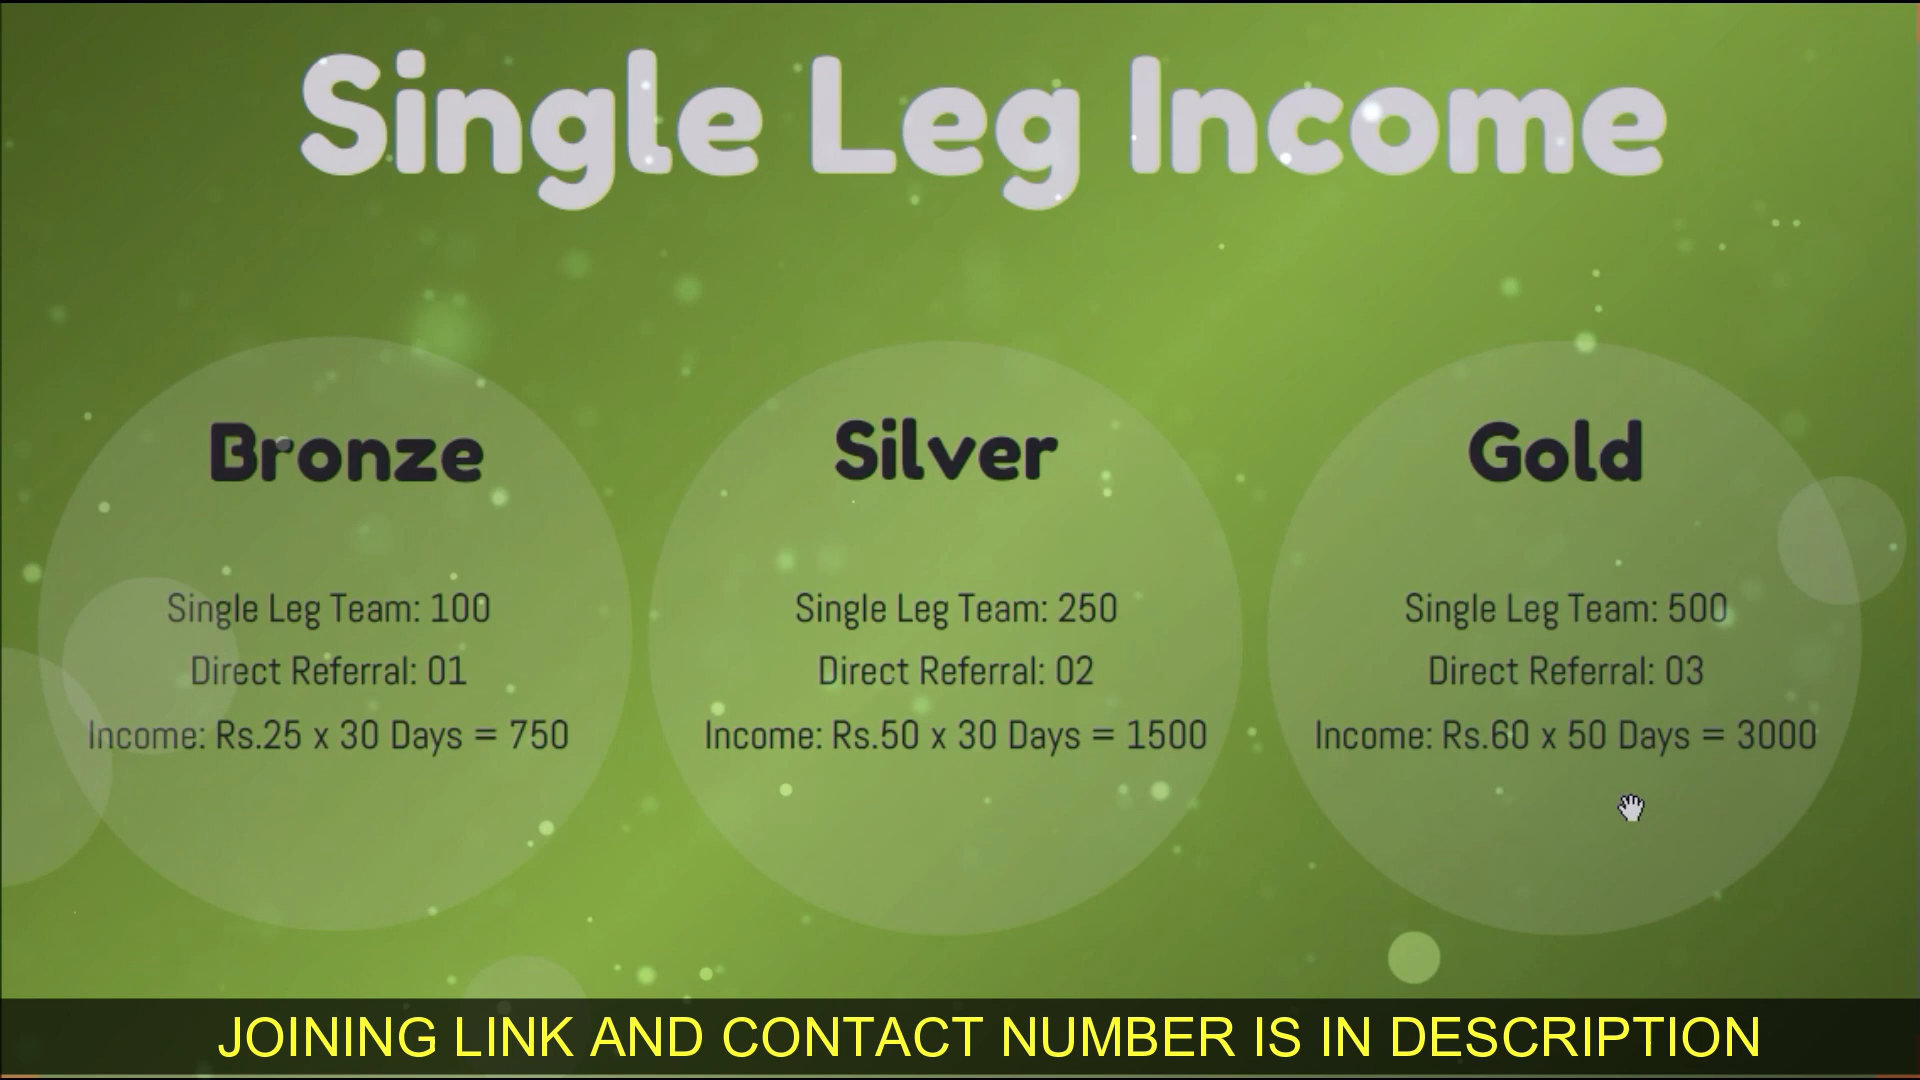 Single Leg Income
Bronze
Single Leg Team: 100
Direct Referral: 01
Income: Rs.25 x 30 Days = 750
Silver
Single Leg Team: 250
Direct Referral: 02
Income: Rs.50 x 30 Days = 1500
Gold
Single Leg Team: 500
Direct Referral: 03
Income: Rs.60 x 50 Days = 3000
JOINING LINK AND CONTACT NUMBER IS IN DESCRIPTION